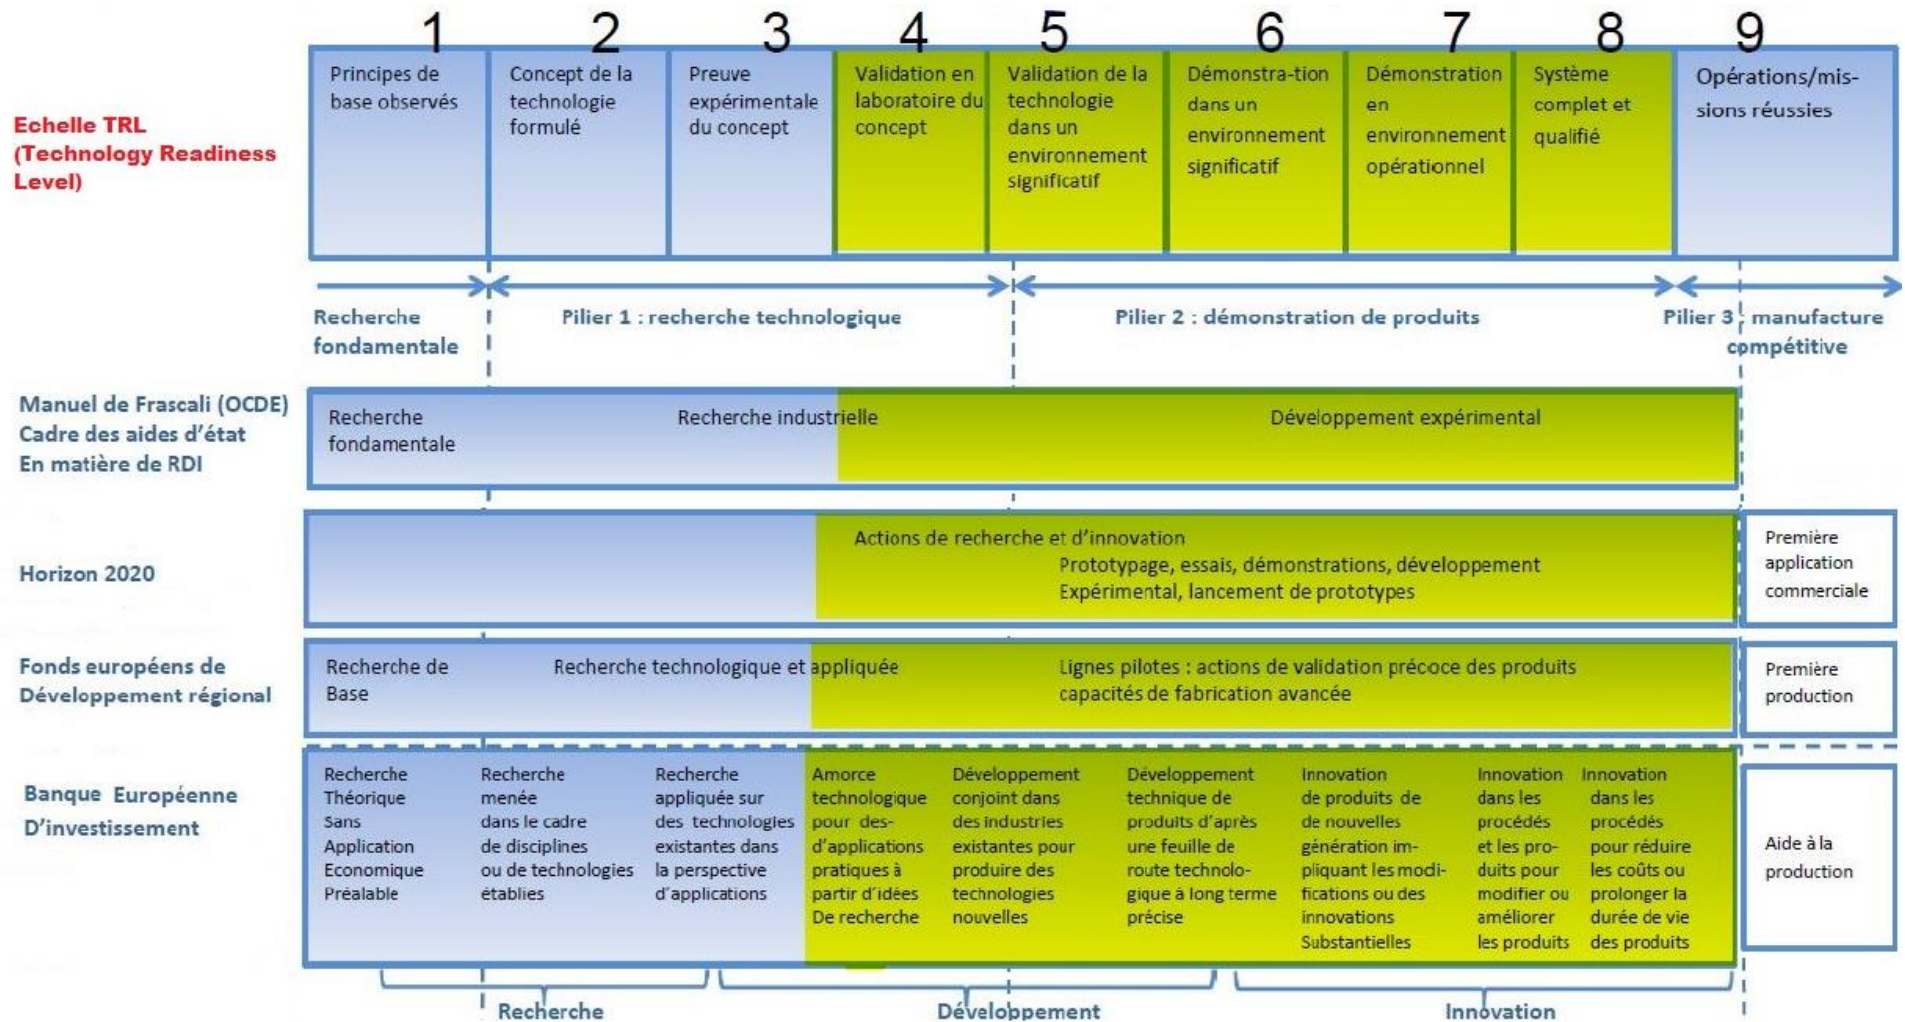 1
2
3
4
5
6
7
8
9
Echelle TRL
(Technology Readiness
Level)
Principes de
base observés
Concept de la
technologie
formulé
Preuve
expérimentale
du concept
Validation en
laboratoire du
concept
Validation de la
technologie
dans un
environnement
significatif
Démonstra-tion
dans un
environnement
significatif
Démonstration
en
environnement
opérationnel
Système
complet et
qualifié
Opérations/mis-
sions réussies
Recherche
fondamentale
Pilier 1 : recherche technologique
Pilier 2 : démonstration de produits
Pilier 3 : manufacture
compétitive
Manuel de Frascali (OCDE)
Cadre des aides d'état
En matière de RDI
Recherche
fondamentale
Recherche industrielle
Développement expérimental
Horizon 2020
Actions de recherche et d'innovation
Prototypage, essais, démonstrations, développement
Expérimental, lancement de prototypes
Première
application
commerciale
Fonds européens de
Développement régional
Recherche de
Base
Recherche technologique et appliquée
Lignes pilotes : actions de validation précoce des produits
capacités de fabrication avancée
Première
production
Banque Européenne
D'investissement
Recherche
Théorique
Sans
Application
Economique
Préalable
Recherche
menée
dans le cadre
de disciplines
ou de technologies
établies
Recherche
appliquée sur
des technologies
existantes dans
la perspective
d'applications
Amorce
technologique
pour des-
d'applications
pratiques à
partir d'idées
De recherche
Développement
conjoint dans
des industries
existantes pour
produire des
technologies
nouvelles
Développement
technique de
produits d'après
une feuille de
route technolo-
gique à long terme
précise
Innovation
de produits de
de nouvelles
génération im-
pliquant les modi-
fications ou des
innovations
Substantielles
Innovation
dans les
procédés
et les pro-
duits pour
modifier ou
améliorer
les produits
Innovation
dans les
procédés
pour réduire
les coûts ou
prolonger la
durée de vie
des produits
Aide à la
production
Recherche
Développement
Innovation